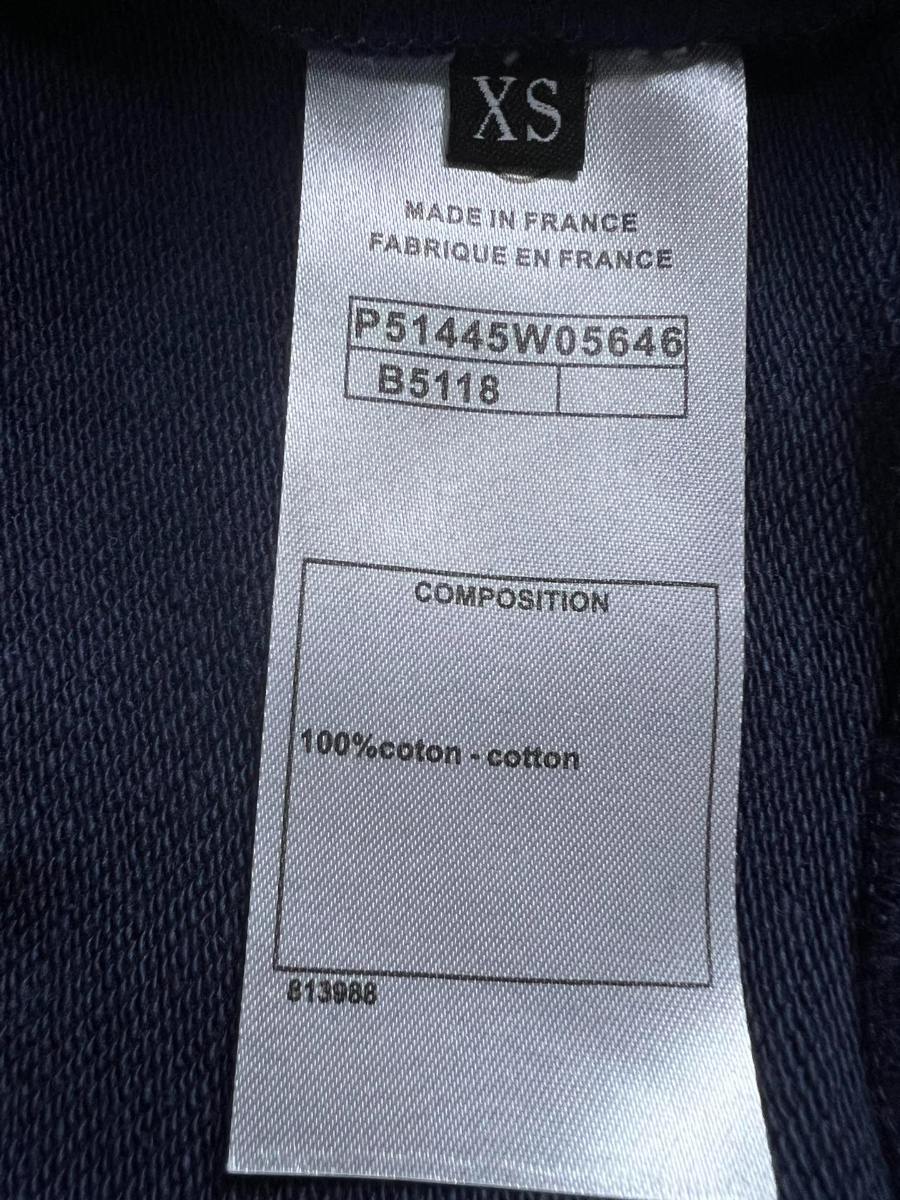 XS
MADE IN FRANCE
FABRIQUE EN FRANCE
P51445W05646
B5118
COMPOSITION
100%coton - cotton
813988